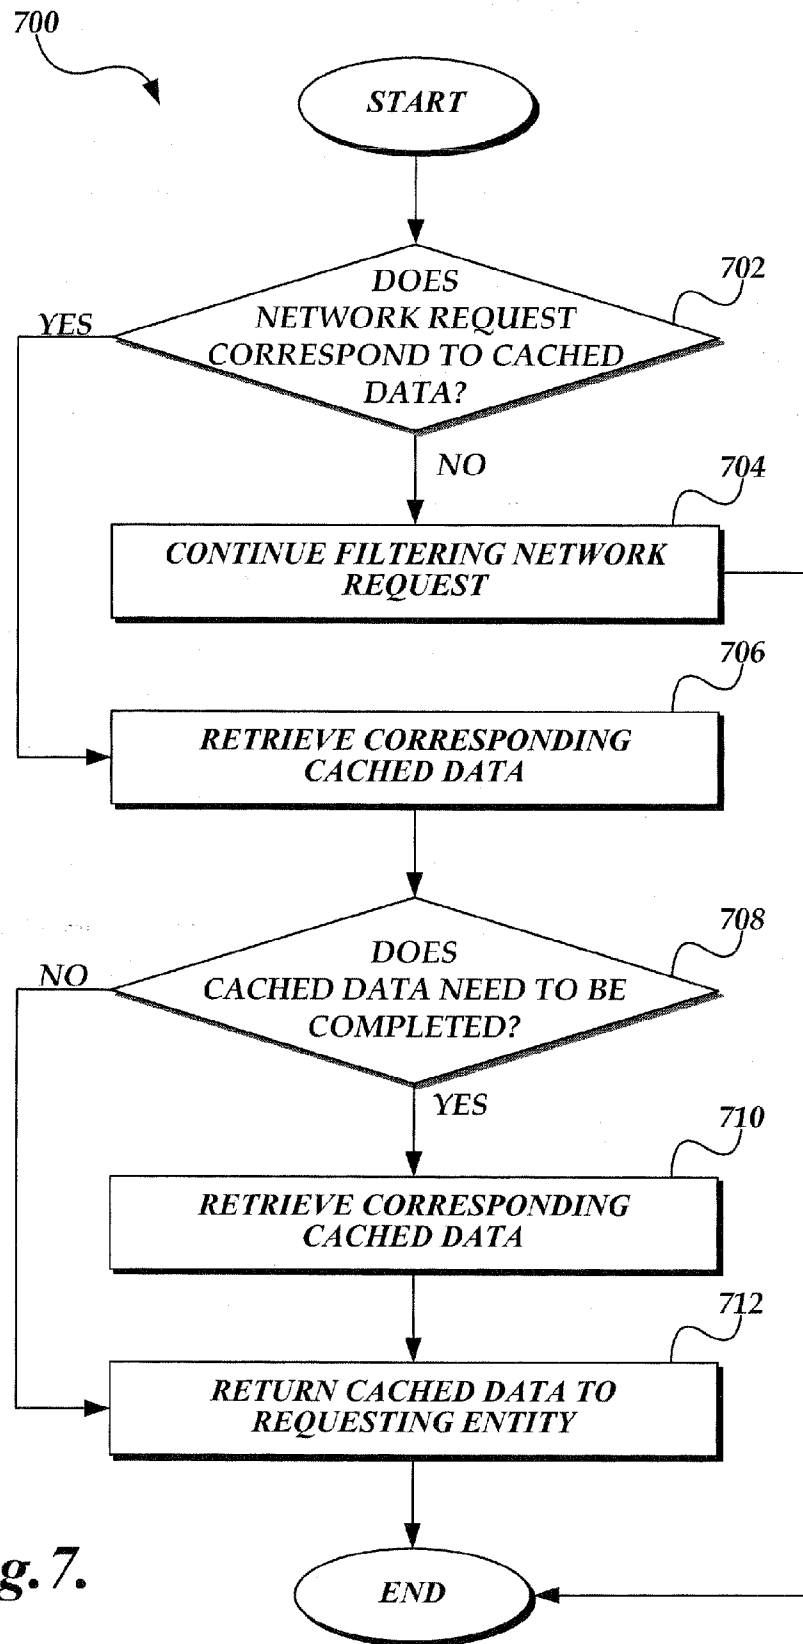 700
START
702
DOES
NETWORK REQUEST
CORRESPOND TO CACHED
DATA?
YES
NO
704
CONTINUE FILTERING NETWORK
REQUEST
706
RETRIEVE CORRESPONDING
CACHED DATA
708
DOES
CACHED DATA NEED TO BE
COMPLETED?
NO
YES
710
RETRIEVE CORRESPONDING
CACHED DATA
712
RETURN CACHED DATA TO
REQUESTING ENTITY
END
g. 7.